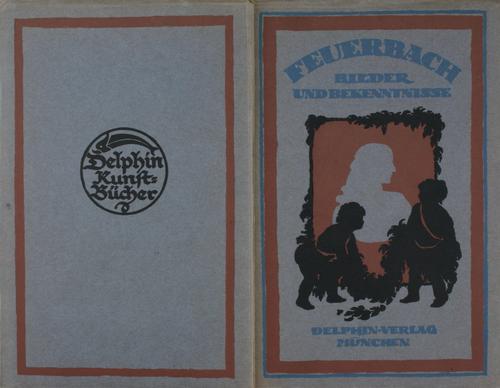 Delphin
Kunst-
Bücher
FEUERBACH
BILDER
UND BEKENNTNISSE
DELPHIN-VERLAG
MÜNCHEN